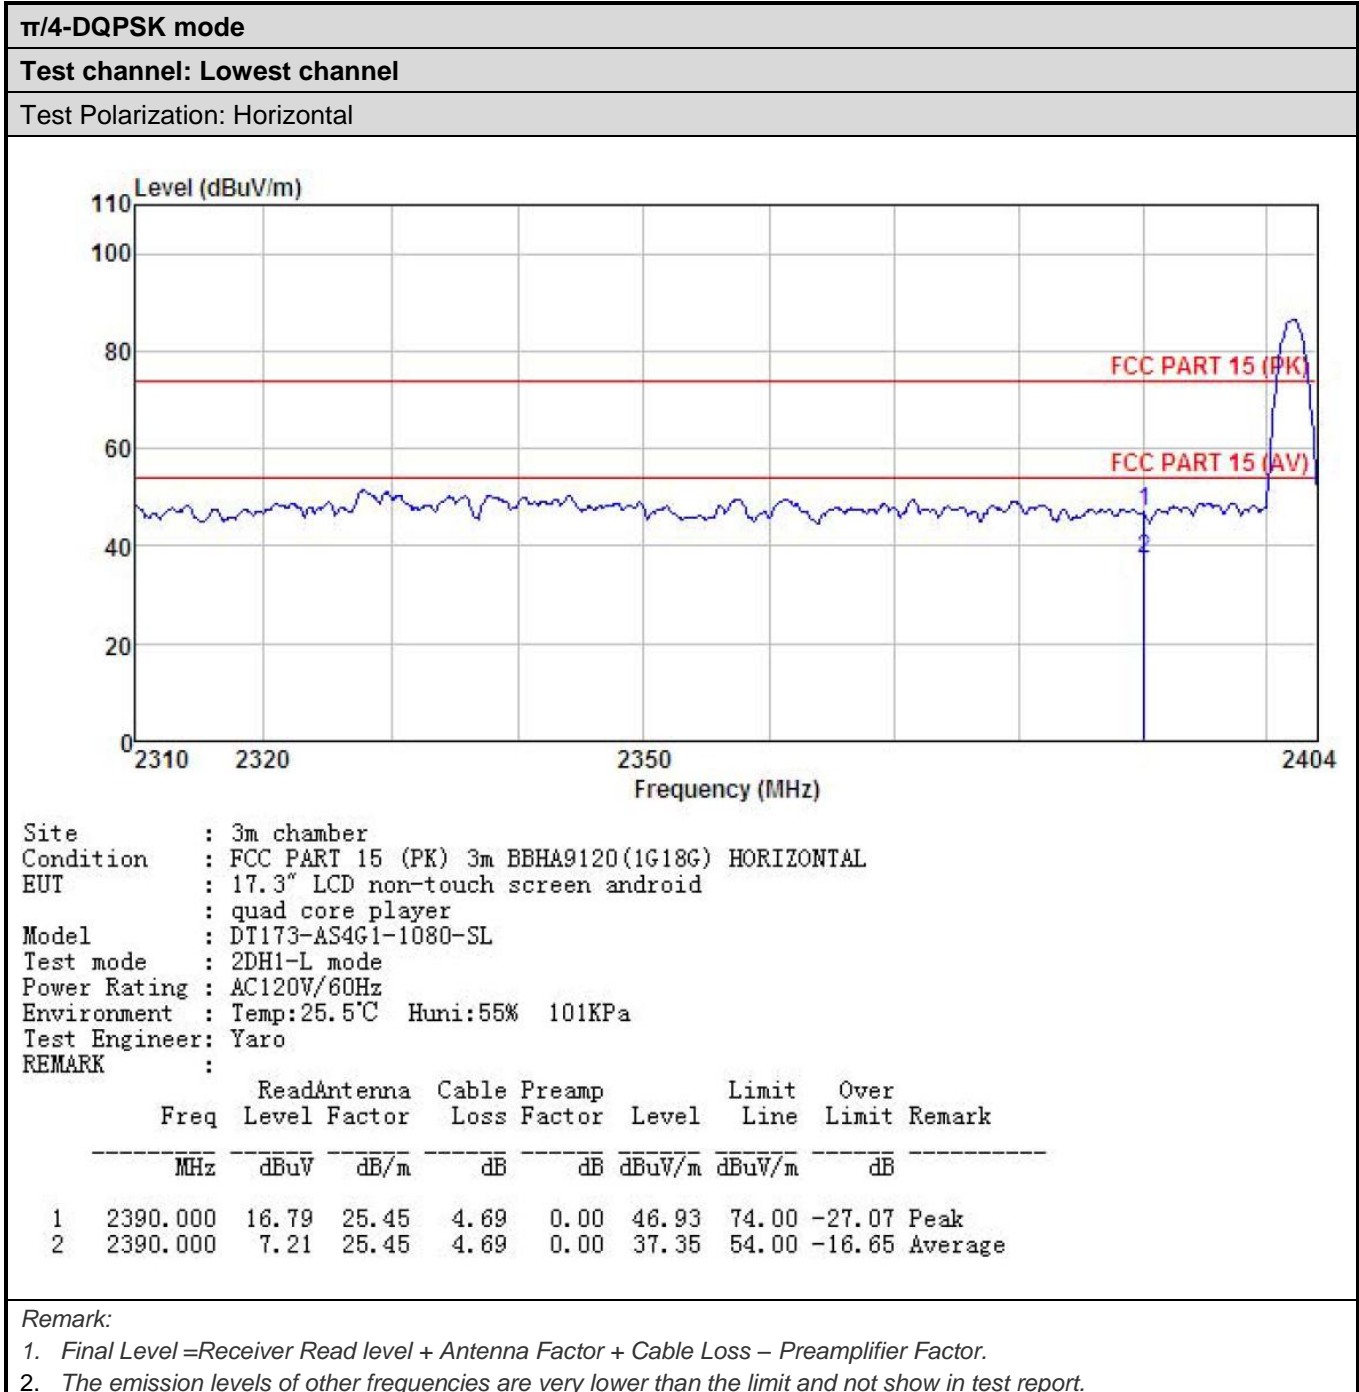 π/4-DQPSK mode
Test channel: Lowest channel
Test Polarization: Horizontal
Level (dBuV/m)
110
100
80
FCC PART 15 (PK)
60
FCC PART 15 (AV)
1
40
2
20
0
2310 2320 2350 2404
Frequency (MHz)
Site : 3m chamber
Condition : FCC PART 15 (PK) 3m BBHA9120(1G18G) HORIZONTAL
EUT : 17.3" LCD non-touch screen android
: quad core player
Model : DT173-AS4G1-1080-SL
Test mode : 2DH1-L mode
Power Rating : AC120V/60Hz
Environment : Temp:25.5℃ Huni:55% 101KPa
Test Engineer: Yaro
REMARK :
ReadAntenna Cable Preamp Limit Over
Freq Level Factor Loss Factor Level Line Limit Remark
MHz dBuV dB/m dB dB dBuV/m dBuV/m dB
1 2390.000 16.79 25.45 4.69 0.00 46.93 74.00 -27.07 Peak
2 2390.000 7.21 25.45 4.69 0.00 37.35 54.00 -16.65 Average
Remark:
1. Final Level =Receiver Read level + Antenna Factor + Cable Loss – Preamplifier Factor.
2. The emission levels of other frequencies are very lower than the limit and not show in test report.